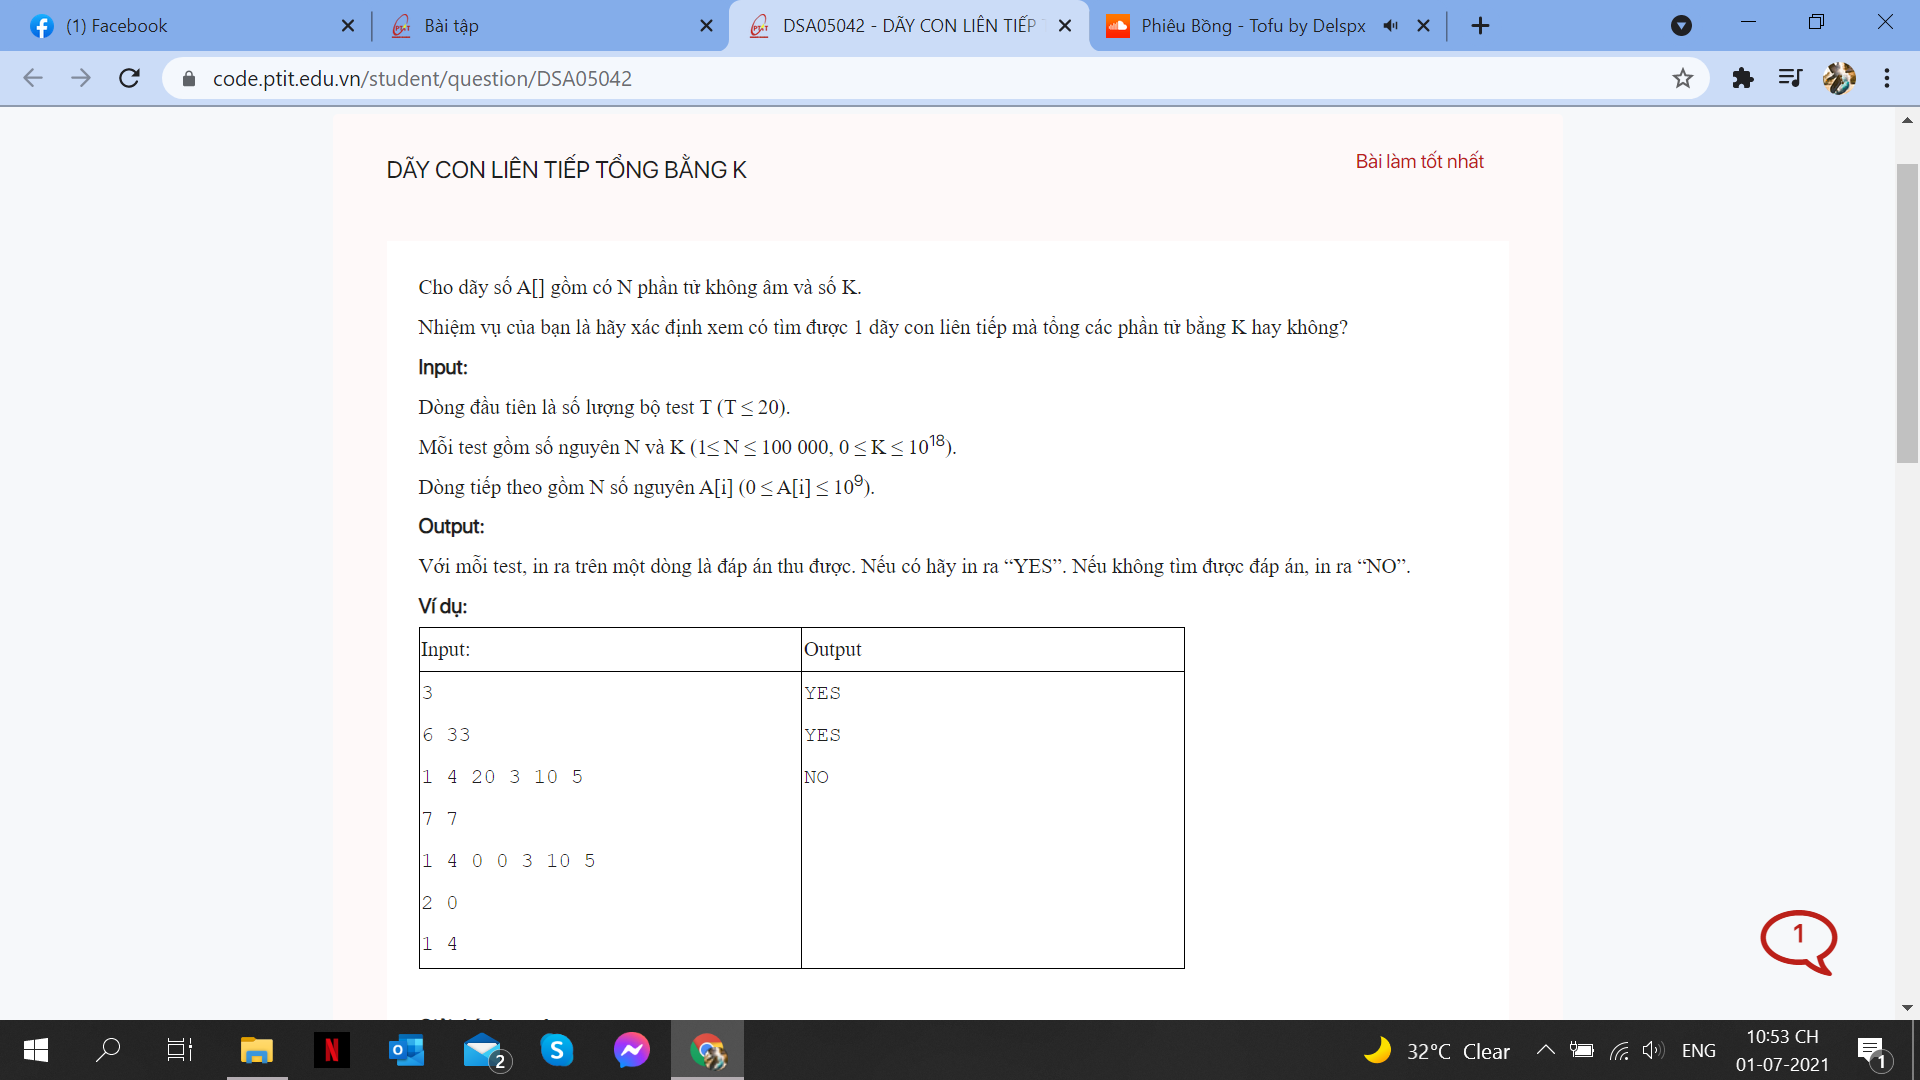 (1) Facebook
Bài tập
DSA05042 - DÃY CON LIÊN TIẾP
Phiêu Bồng - Tofu by Delspx
code.ptit.edu.vn/student/question/DSA05042
DÃY CON LIÊN TIẾP TỔNG BẰNG K
Bài làm tốt nhất
Cho dãy số A[] gồm có N phần tử không âm và số K.
Nhiệm vụ của bạn là hãy xác định xem có tìm được 1 dãy con liên tiếp mà tổng các phần tử bằng K hay không?
Input:
Dòng đầu tiên là số lượng bộ test T (T ≤ 20).
Mỗi test gồm số nguyên N và K (1≤ N ≤ 100 000, 0 ≤ K ≤ 10^18).
Dòng tiếp theo gồm N số nguyên A[i] (0 ≤ A[i] ≤ 10^9).
Output:
Với mỗi test, in ra trên một dòng là đáp án thu được. Nếu có hãy in ra “YES”. Nếu không tìm được đáp án, in ra “NO”.
Ví dụ:
Input: Output
3 YES
6 33 YES
1 4 20 3 10 5 NO
7 7
1 4 0 0 3 10 5
2 0
1 4
1
2
32°C Clear
ENG
10:53 CH
01-07-2021
1